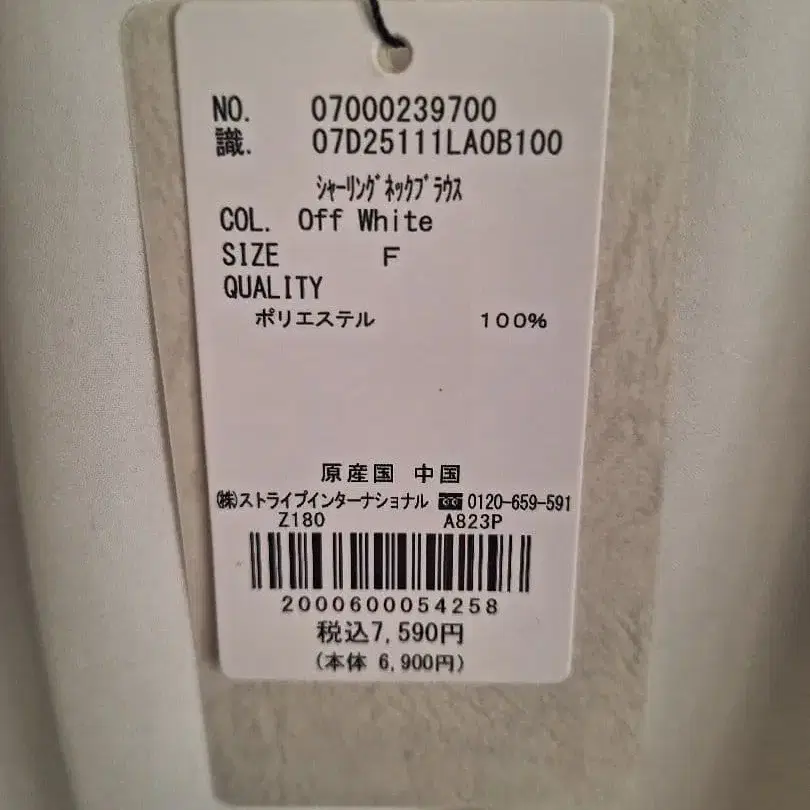 NO. 07000239700
識. 07D25111LA0B100
ｼｬｰﾘﾝｸﾞﾈｯｸﾌﾞﾗｳｽ
COL. Off White
SIZE F
QUALITY
ポリエステル 100%
原産国 中国
㈱ストライプインターナショナル 0120-659-591
Z180 A823P
2000600054258
税込7,590円
(本体 6,900円)